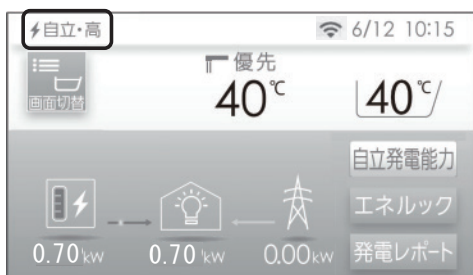 自立・高
6/12 10:15
優先
40℃
40℃
画面切替
自立発電能力
エネルック
0.70kW
0.70kW
0.00kW
発電レポート